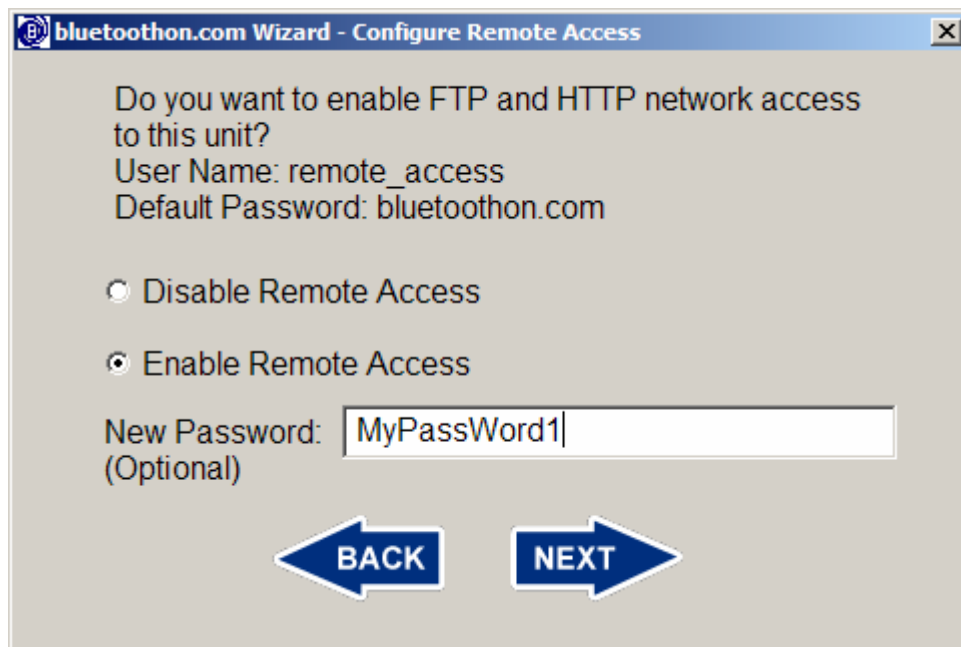 bluetoothon.com Wizard - Configure Remote Access
Do you want to enable FTP and HTTP network access
to this unit?
User Name: remote_access
Default Password: bluetoothon.com
Disable Remote Access
Enable Remote Access
New Password: MyPassWord1
(Optional)
BACK NEXT